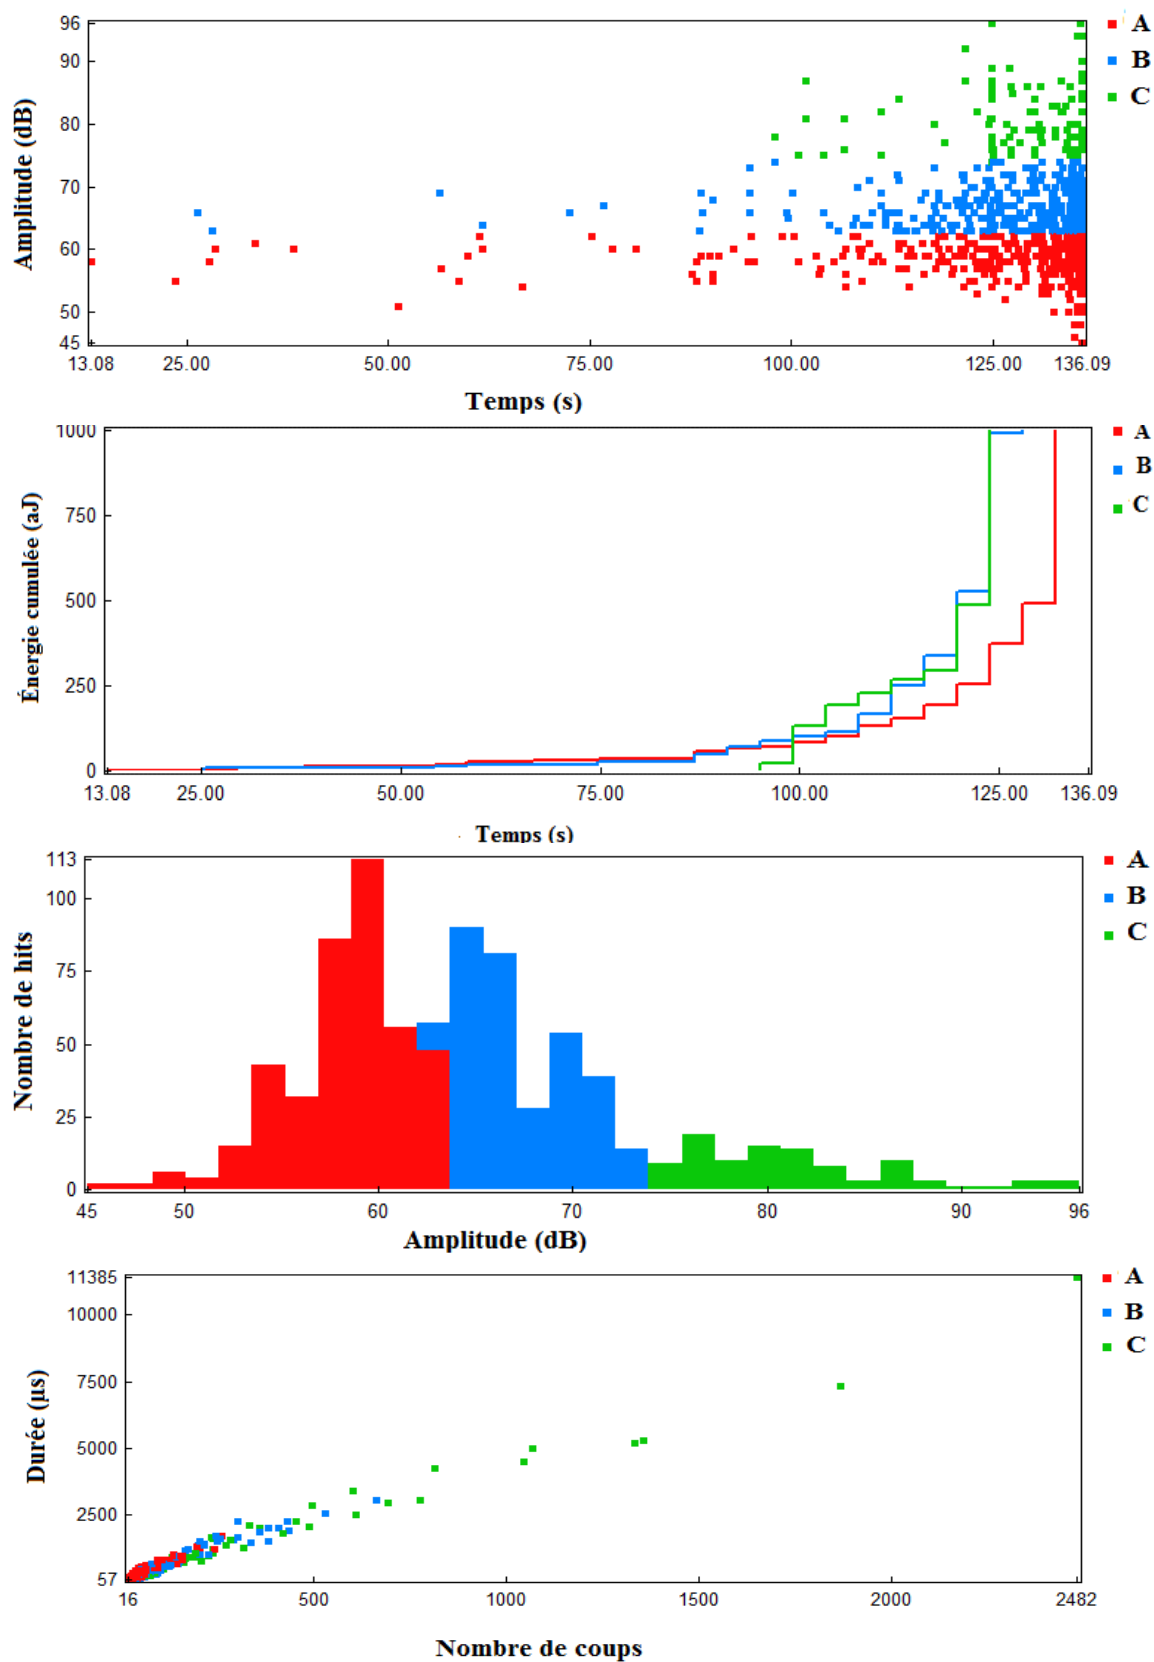 96
90
80
70
60
50
45
Amplitude (dB)
13.08 25.00 50.00 75.00 100.00 125.00 136.09
Temps (s)
A
B
C
1000
750
500
250
0
Énergie cumulée (aJ)
13.08 25.00 50.00 75.00 100.00 125.00 136.09
Temps (s)
A
B
C
113
100
75
50
25
0
Nombre de hits
45 50 60 70 80 90 96
Amplitude (dB)
A
B
C
11385
10000
7500
5000
2500
57
Durée (µs)
16 500 1000 1500 2000 2482
Nombre de coups
A
B
C